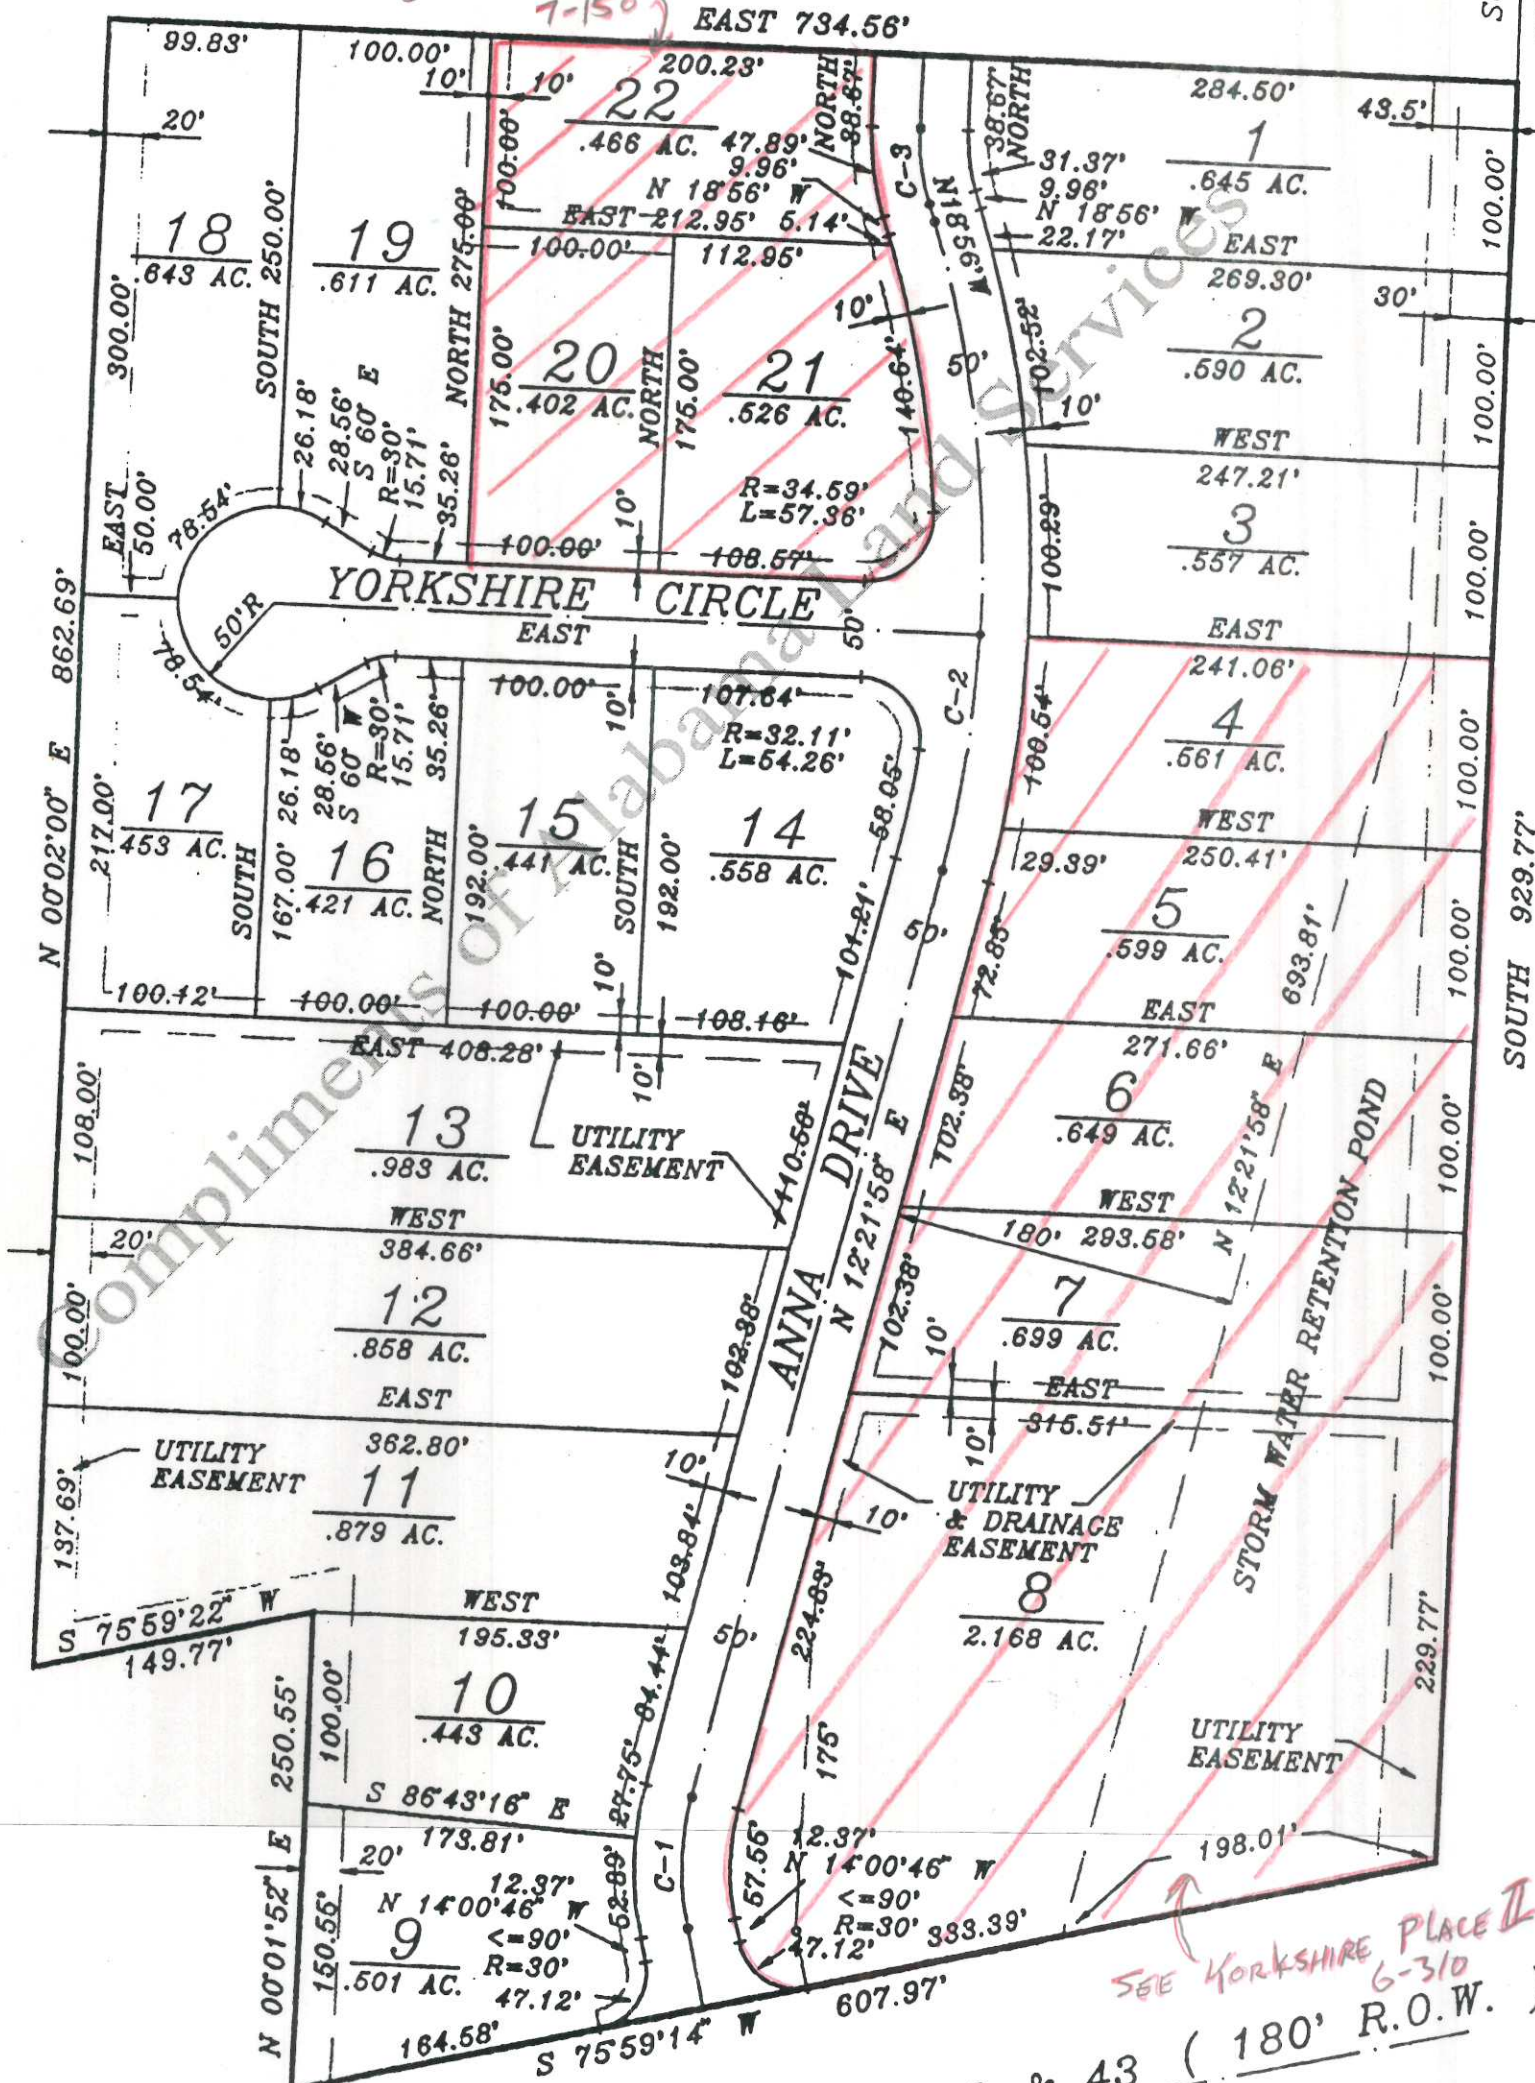 7-150
EAST 734.56'
S
99.83'
100.00'
10'
10'
200.23'
NORTH
38.67'
38.67'
NORTH
284.50'
43.5'
20'
22
.466 AC.
47.89'
9.96'
N 18°56' W
5.14'
C-3
N18°56'W
31.37'
9.96'
N 18°56' W
22.17'
1
.645 AC.
100.00'
18
.643 AC.
SOUTH 250.00'
19
.611 AC.
NORTH 275.00'
100.00'
EAST 212.95'
100.00'
112.95'
EAST
269.30'
30'
300.00'
10'
2
.590 AC.
100.00'
20
.402 AC.
175.00'
NORTH
175.00'
21
.526 AC.
140.64'
50'
102.52'
10'
26.18'
28.56'
S 60° E
R=30'
15.71'
35.26'
WEST
247.21'
EAST
50.00'
78.54'
R=34.59'
L=57.36'
100.29'
3
.557 AC.
100.00'
10'
100.00'
108.57'
YORKSHIRE CIRCLE
EAST
50'
50'R
78.54'
EAST
241.06'
N 00°02'00" E 862.69'
100.00'
10'
107.64'
R=32.11'
L=54.26'
C-2
100.54'
4
.561 AC.
100.00'
217.00'
17
.453 AC.
26.18'
28.56'
S 60° W
R=30'
15.71'
35.26'
SOUTH
167.00'
16
.421 AC.
NORTH
192.00'
15
.441 AC.
SOUTH
192.00'
14
.558 AC.
58.05'
101.21'
WEST
29.39'
250.41'
5
.599 AC.
72.85'
50'
693.81'
100.00'
SOUTH 929.77'
100.12'
100.00'
100.00'
10'
108.16'
EAST
271.66'
EAST 408.28'
10'
108.00'
13
.983 AC.
UTILITY
EASEMENT
110.56'
102.38'
6
.649 AC.
N 12°21'58" E
100.00'
WEST
384.66'
20'
WEST
180' 293.58'
ANNA DRIVE
N 12°21'58" E
100.00'
12
.858 AC.
102.38'
102.38'
7
.699 AC.
10'
100.00'
STORM WATER RETENTION POND
EAST
362.80'
EAST
315.51'
10'
UTILITY
EASEMENT
137.69'
11
.879 AC.
10'
103.84'
10'
UTILITY
& DRAINAGE
EASEMENT
8
2.168 AC.
S 75°59'22" W
149.77'
WEST
195.33'
50'
224.83'
229.77'
250.55'
100.00'
10
.443 AC.
84.44'
27.75'
175'
UTILITY
EASEMENT
S 86°43'16" E
173.81'
20'
C-1
57.56'
12.37'
N 14°00'46" W
<=90'
R=30'
47.12'
198.01'
N 00°01'52" E
150.55'
12.37'
N 14°00'46" W
<=90'
R=30'
47.12'
9
.501 AC.
52.89'
333.39'
607.97'
SEE YORKSHIRE PLACE II
6-310
164.58'
S 75°59'14" W
& 43 ( 180' R.O.W. )
Compliments of Alabama Land Services